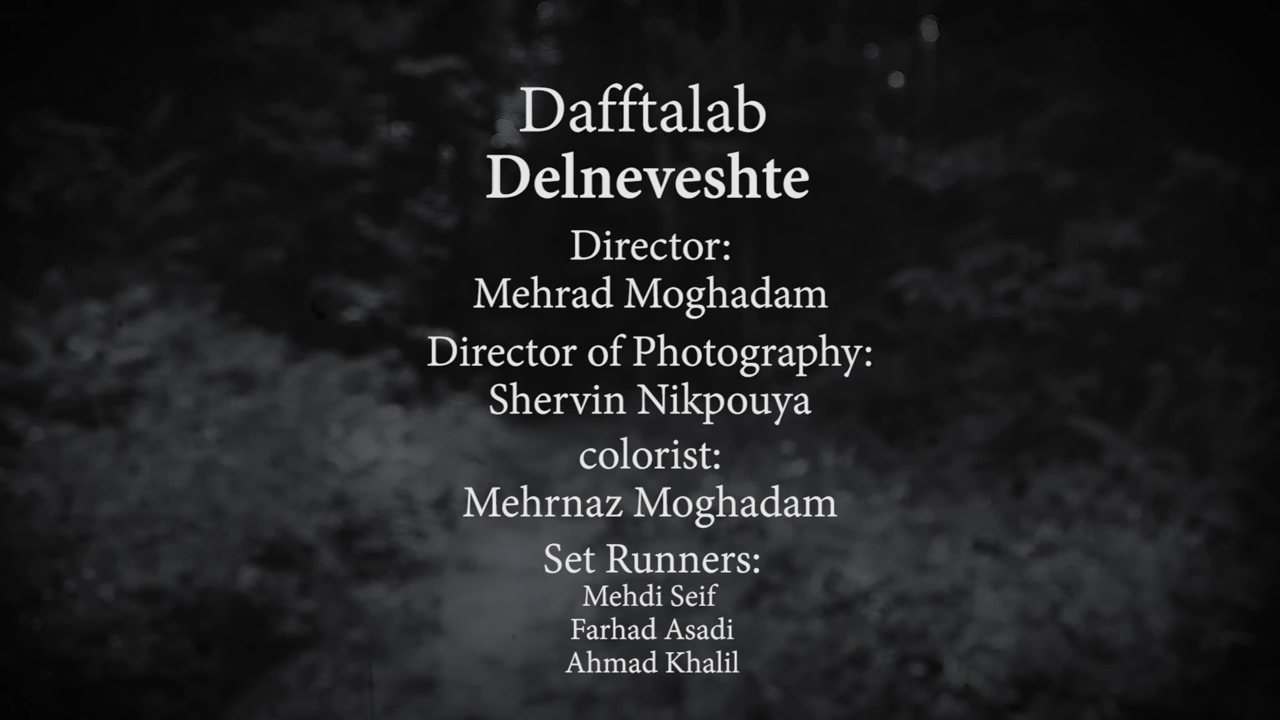 Dafftalab
Delneveshte
Director:
Mehrad Moghadam
Director of Photography:
Shervin Nikpouya
colorist:
Mehrnaz Moghadam
Set Runners:
Mehdi Seif
Farhad Asadi
Ahmad Khalil